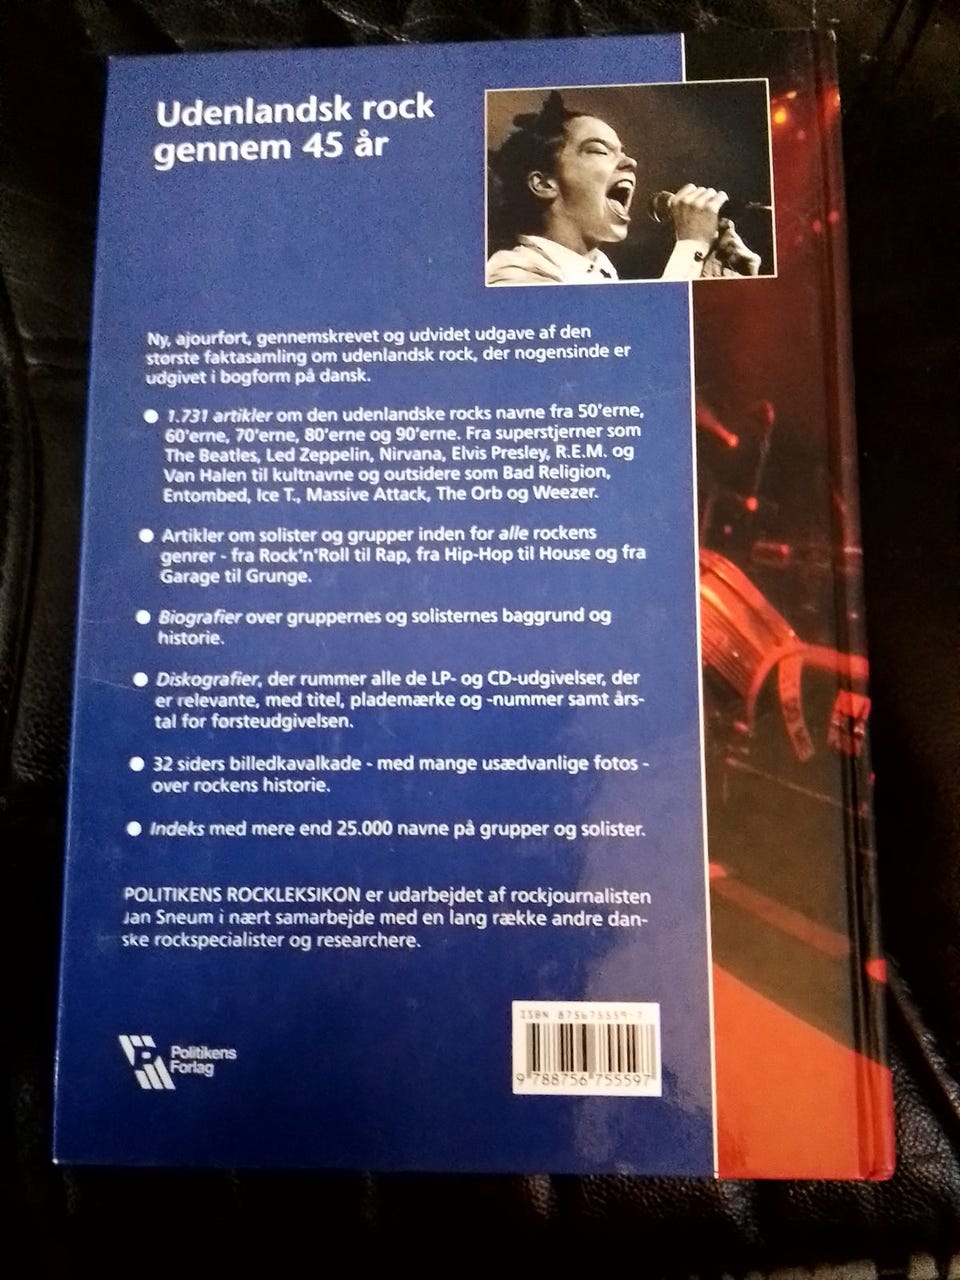 Udenlandsk rock
gennem 45 år
Ny, ajourført, gennemskrevet og udvidet udgave af den
største faktasamling om udenlandsk rock, der nogensinde er
udgivet i bogform på dansk.
● 1.731 artikler om den udenlandske rocks navne fra 50'erne,
60'erne, 70'erne, 80'erne og 90'erne. Fra superstjerner som
The Beatles, Led Zeppelin, Nirvana, Elvis Presley, R.E.M. og
Van Halen til kultnavne og outsidere som Bad Religion,
Entombed, Ice T., Massive Attack, The Orb og Weezer.
● Artikler om solister og grupper inden for alle rockens
genrer - fra Rock'n'Roll til Rap, fra Hip-Hop til House og fra
Garage til Grunge.
● Biografier over gruppernes og solisternes baggrund og
historie.
● Diskografier, der rummer alle de LP- og CD-udgivelser, der
er relevante, med titel, plademærke og -nummer samt års-
tal for førsteudgivelsen.
● 32 siders billedkavalkade - med mange usædvanlige fotos -
over rockens historie.
● Indeks med mere end 25.000 navne på grupper og solister.
POLITIKENS ROCKLEKSIKON er udarbejdet af rockjournalisten
Jan Sneum i nært samarbejde med en lang række andre dan-
ske rockspecialister og researchere.
ISBN 875675559-7
9 788756 755597
Politikens
Forlag